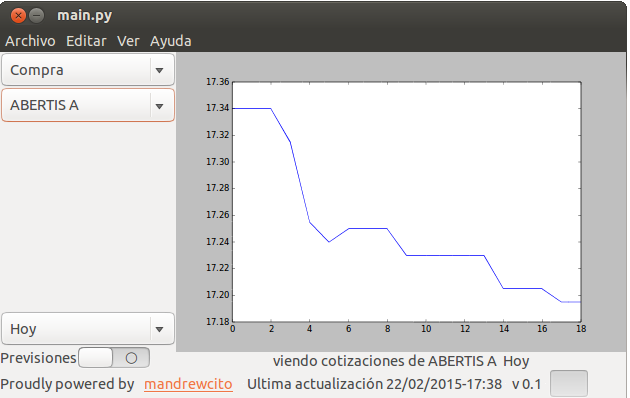 main.py
Archivo Editar Ver Ayuda
Compra
ABERTIS A
17.36
17.34
17.32
17.30
17.28
17.26
17.24
17.22
17.20
17.18
0 2 4 6 8 10 12 14 16 18
Hoy
Previsiones
viendo cotizaciones de ABERTIS A Hoy
Proudly powered by mandrewcito Ultima actualización 22/02/2015-17:38 v 0.1